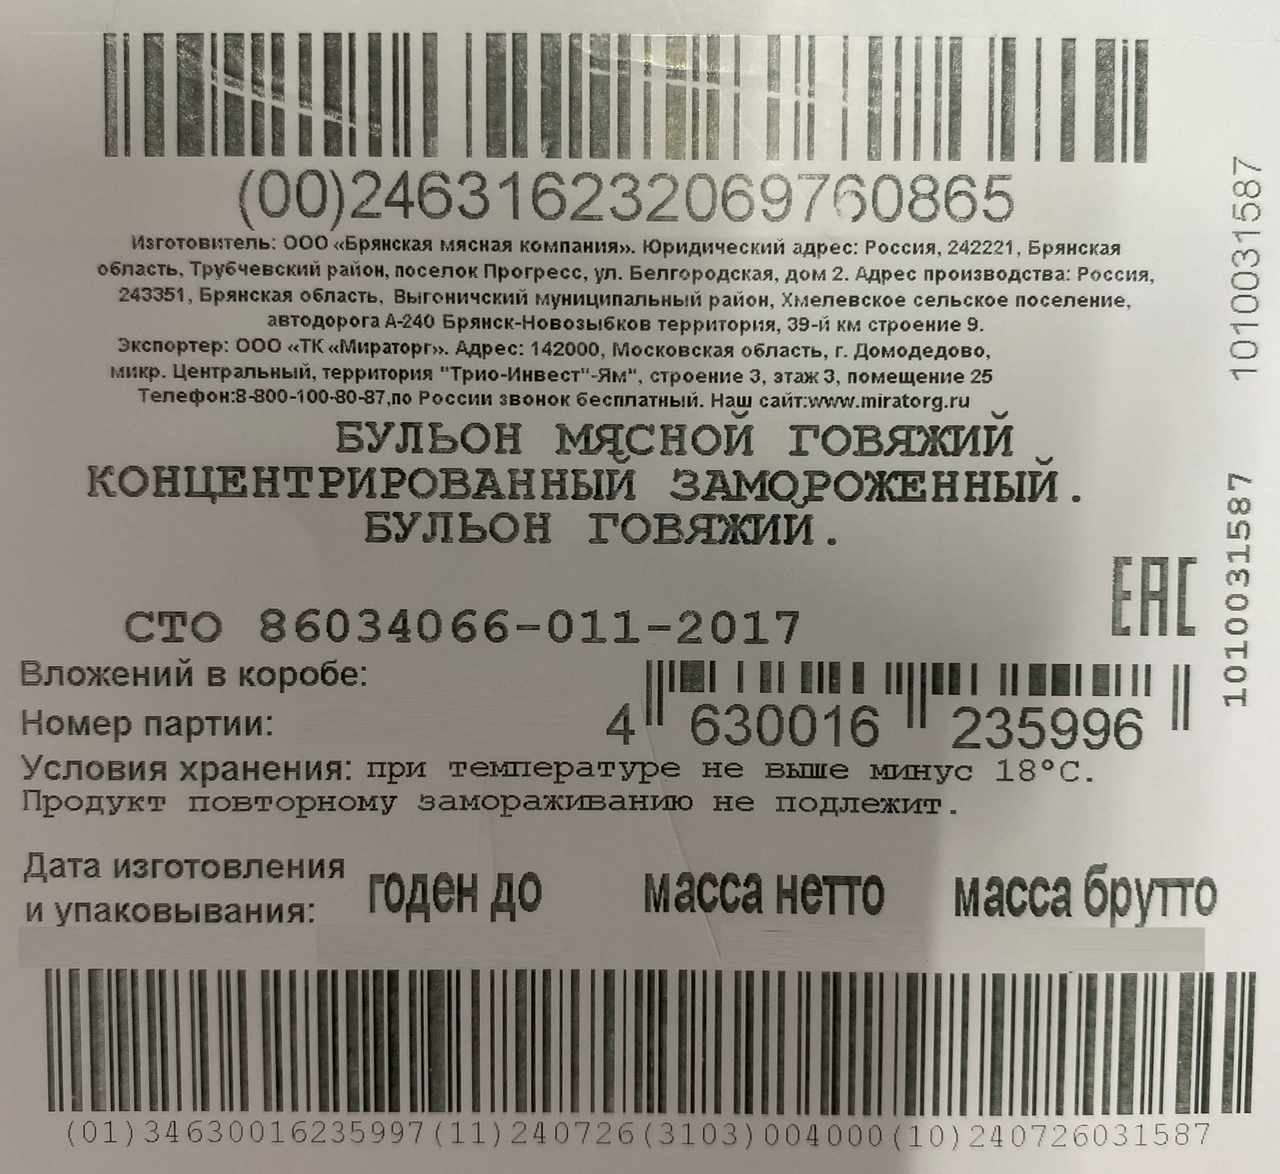 (00)246316232069760865
Изготовитель: ООО «Брянская мясная компания». Юридический адрес: Россия, 242221, Брянская
область, Трубчевский район, поселок Прогресс, ул. Белгородская, дом 2. Адрес производства: Россия,
243351, Брянская область, Выгоничский муниципальный район, Хмелевское сельское поселение,
автодорога А-240 Брянск-Новозыбков территория, 39-й км строение 9.
Экспортер: ООО «ТК «Мираторг». Адрес: 142000, Московская область, г. Домодедово,
микр. Центральный, территория "Трио-Инвест"-Ям", строение 3, этаж 3, помещение 25
Телефон:8-800-100-80-87,по России звонок бесплатный. Наш сайт:www.miratorg.ru
БУЛЬОН МЯСНОЙ ГОВЯЖИЙ
КОНЦЕНТРИРОВАННЫЙ ЗАМОРОЖЕННЫЙ.
БУЛЬОН ГОВЯЖИЙ.
1010031587
1010031587
EAC
СТО 86034066-011-2017
Вложений в коробе:
Номер партии:
4 630016 235996
Условия хранения: при температуре не выше минус 18°С.
Продукт повторному замораживанию не подлежит.
Дата изготовления
и упаковывания:
годен до
масса нетто
масса брутто
(01)34630016235997(11)240726(3103)004000(10)240726031587